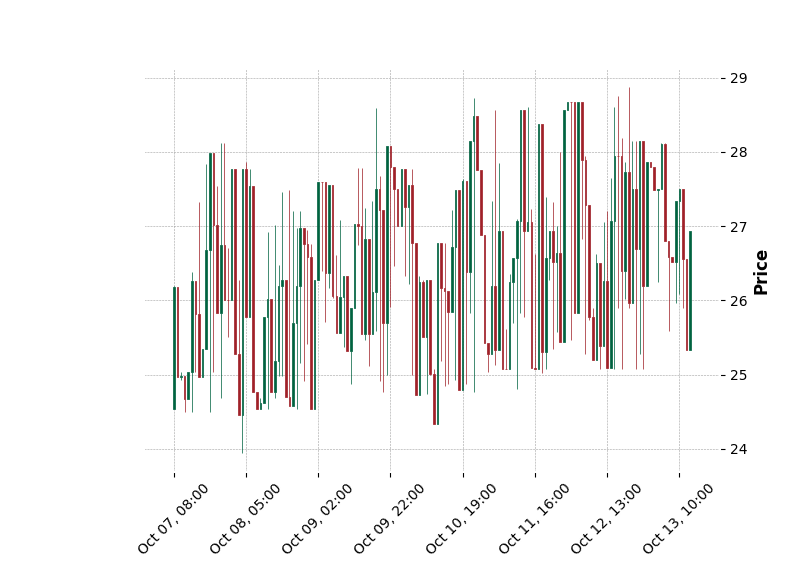 29
28
27
26
25
24
Price
Oct 07, 08:00
Oct 08, 05:00
Oct 09, 02:00
Oct 09, 22:00
Oct 10, 19:00
Oct 11, 16:00
Oct 12, 13:00
Oct 13, 10:00